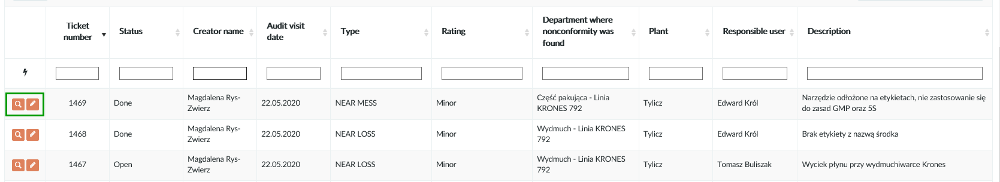 Ticket number
Status
Creator name
Audit visit date
Type
Rating
Department where nonconformity was found
Plant
Responsible user
Description
1469
Done
Magdalena Rys-
Zwierz
22.05.2020
NEAR MESS
Minor
Część pakująca - Linia
KRONES 792
Tylicz
Edward Król
Narzędzie odłożone na etykietach, nie zastosowanie się
do zasad GMP oraz 5S
1468
Done
Magdalena Rys-
Zwierz
22.05.2020
NEAR LOSS
Minor
Wydmuch - Linia KRONES
792
Tylicz
Edward Król
Brak etykiety z nazwą środka
1467
Open
Magdalena Rys-
Zwierz
22.05.2020
NEAR LOSS
Minor
Wydmuch - Linia KRONES
792
Tylicz
Tomasz Buliszak
Wyciek płynu przy wydmuchiwarce Krones